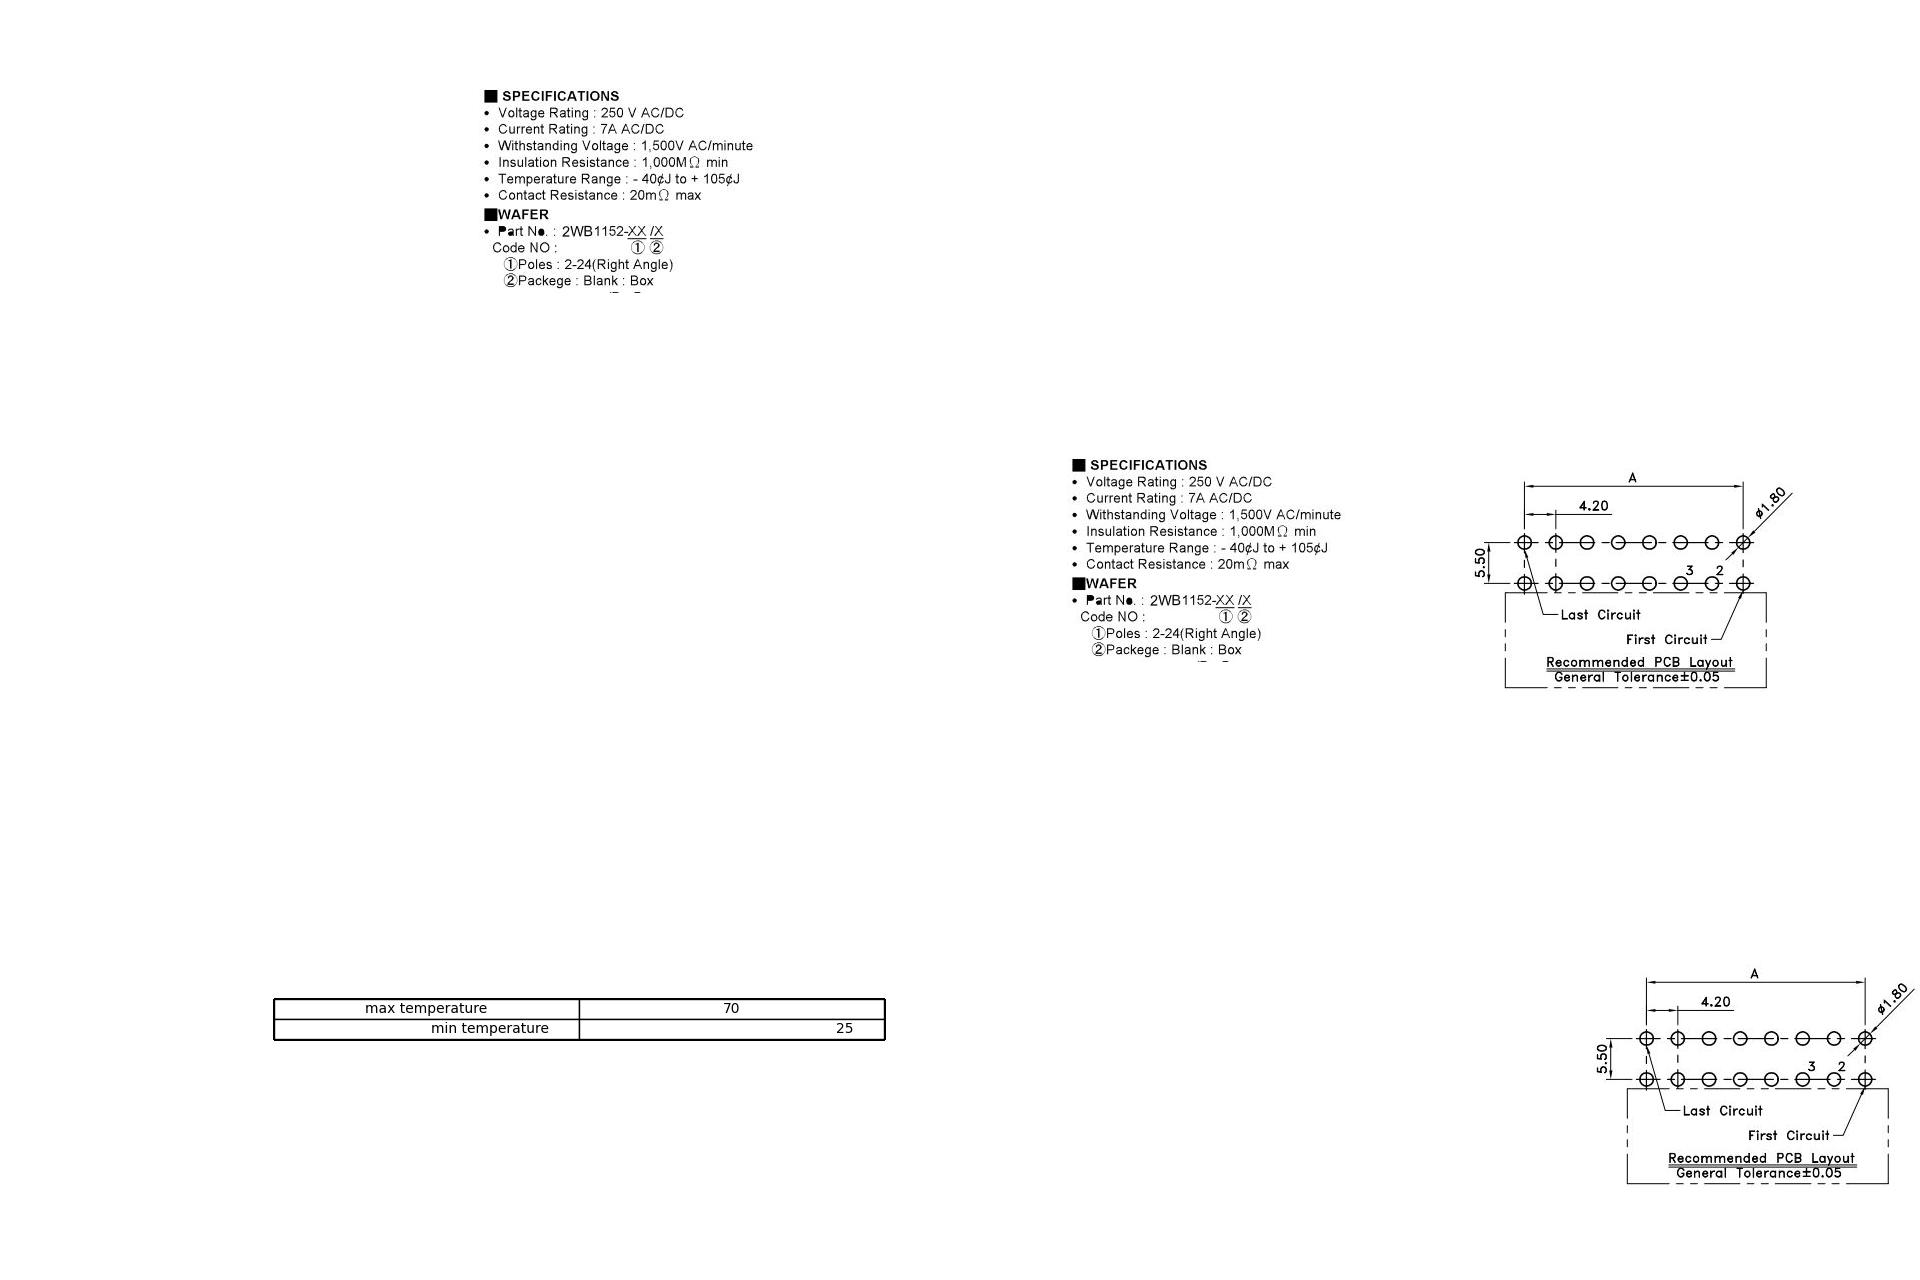 ■ SPECIFICATIONS
• Voltage Rating : 250 V AC/DC
• Current Rating : 7A AC/DC
• Withstanding Voltage : 1,500V AC/minute
• Insulation Resistance : 1,000MΩ min
• Temperature Range : - 40¢J to + 105¢J
• Contact Resistance : 20mΩ max
■WAFER
• Part No. : 2WB1152-XX /X
Code NO : ① ②
①Poles : 2-24(Right Angle)
②Packege : Blank : Box
■ SPECIFICATIONS
• Voltage Rating : 250 V AC/DC
• Current Rating : 7A AC/DC
• Withstanding Voltage : 1,500V AC/minute
• Insulation Resistance : 1,000MΩ min
• Temperature Range : - 40¢J to + 105¢J
• Contact Resistance : 20mΩ max
■WAFER
• Part No. : 2WB1152-XX /X
Code NO : ① ②
①Poles : 2-24(Right Angle)
②Packege : Blank : Box
A
4.20
ø1.80
5.50
3 2
Last Circuit
First Circuit
Recommended PCB Layout
General Tolerance±0.05
max temperature 70
min temperature 25
A
4.20
ø1.80
5.50
3 2
Last Circuit
First Circuit
Recommended PCB Layout
General Tolerance±0.05